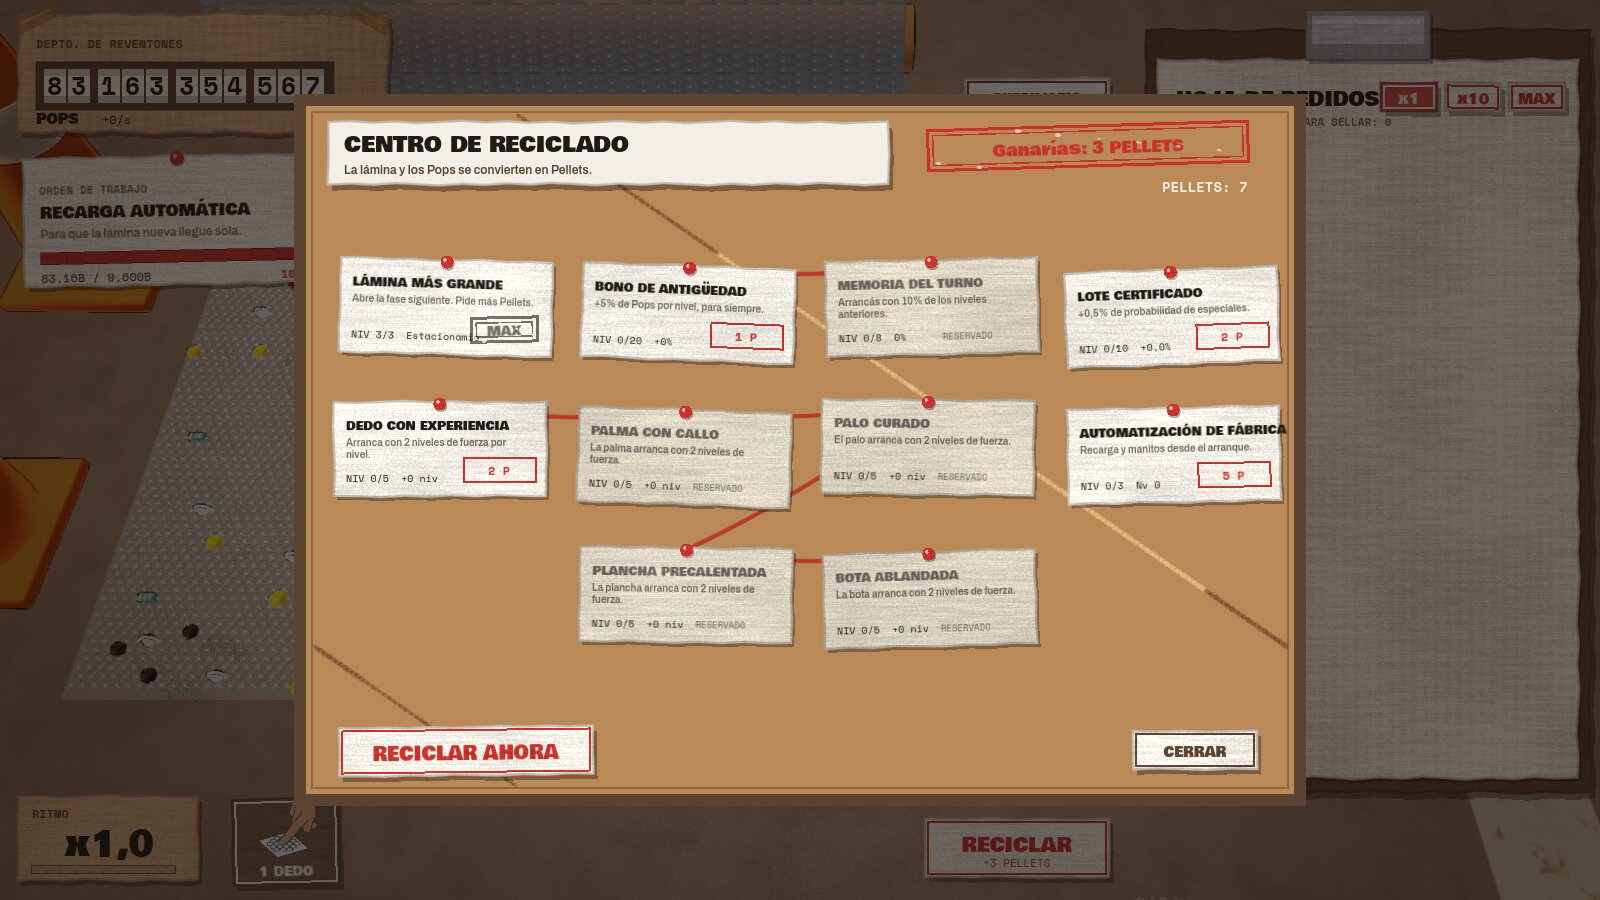 DEPTO. DE REVENTONES
83 163 354 567
POPS +0/s
ORDEN DE TRABAJO
RECARGA AUTOMÁTICA
Para que la lámina nueva llegue sola.
83.16B / 9.600B
CENTRO DE RECICLADO
La lámina y los Pops se convierten en Pellets.
Ganarías: 3 PELLETS
PELLETS: 7
LÁMINA MÁS GRANDE
Abre la fase siguiente. Pide más Pellets.
NIV 3/3
MAX
BONO DE ANTIGÜEDAD
+5% de Pops por nivel, para siempre.
NIV 0/20 +0%
1 P
MEMORIA DEL TURNO
Arrancás con 10% de los niveles
anteriores.
NIV 0/8 0% RESERVADO
LOTE CERTIFICADO
+0,5% de probabilidad de especiales.
NIV 0/10 +0,0%
2 P
DEDO CON EXPERIENCIA
Arranca con 2 niveles de fuerza por
nivel.
NIV 0/5 +0 niv
2 P
PALMA CON CALLO
La palma arranca con 2 niveles de
fuerza.
NIV 0/5 +0 niv RESERVADO
PALO CURADO
El palo arranca con 2 niveles de fuerza.
NIV 0/5 +0 niv RESERVADO
AUTOMATIZACIÓN DE FÁBRICA
Recarga y manitos desde el arranque.
NIV 0/3 Nv 0
5 P
PLANCHA PRECALENTADA
La plancha arranca con 2 niveles de
fuerza.
NIV 0/5 +0 niv RESERVADO
BOTA ABLANDADA
La bota arranca con 2 niveles de fuerza.
NIV 0/5 +0 niv RESERVADO
RECICLAR AHORA
CERRAR
PEDIDOS
x1
x10
MAX
ARA SELLAR: 0
RITMO
x1,0
1 DEDO
RECICLAR
+3 PELLETS